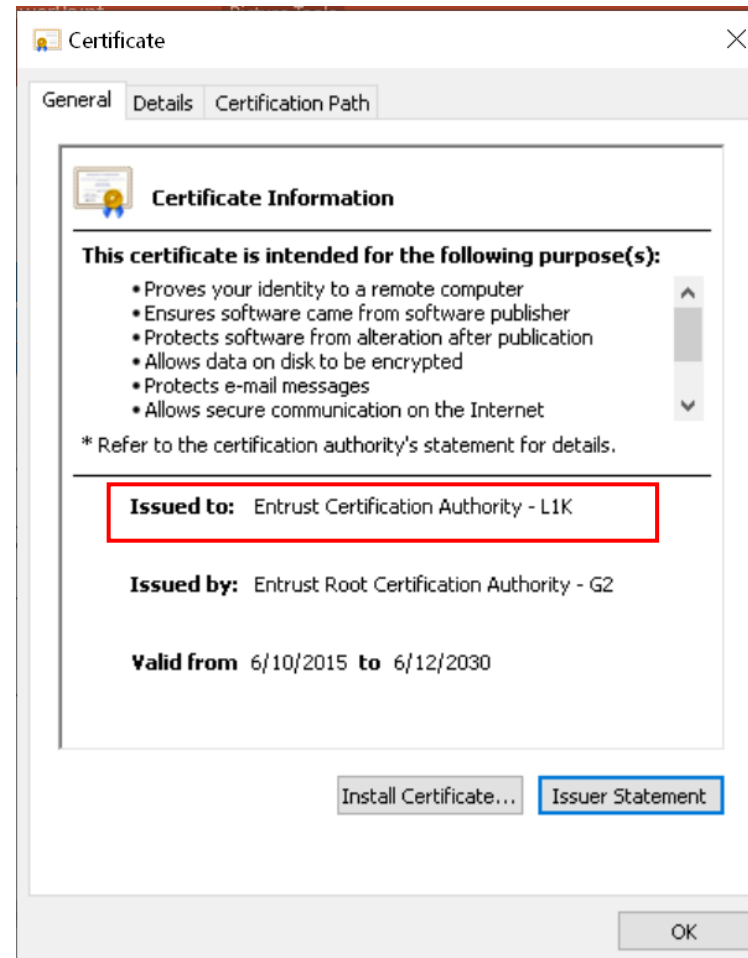 Certificate
General Details Certification Path
Certificate Information
This certificate is intended for the following purpose(s):
• Proves your identity to a remote computer
• Ensures software came from software publisher
• Protects software from alteration after publication
• Allows data on disk to be encrypted
• Protects e-mail messages
• Allows secure communication on the Internet
* Refer to the certification authority's statement for details.
Issued to: Entrust Certification Authority - L1K
Issued by: Entrust Root Certification Authority - G2
Valid from 6/10/2015 to 6/12/2030
Install Certificate... Issuer Statement
OK